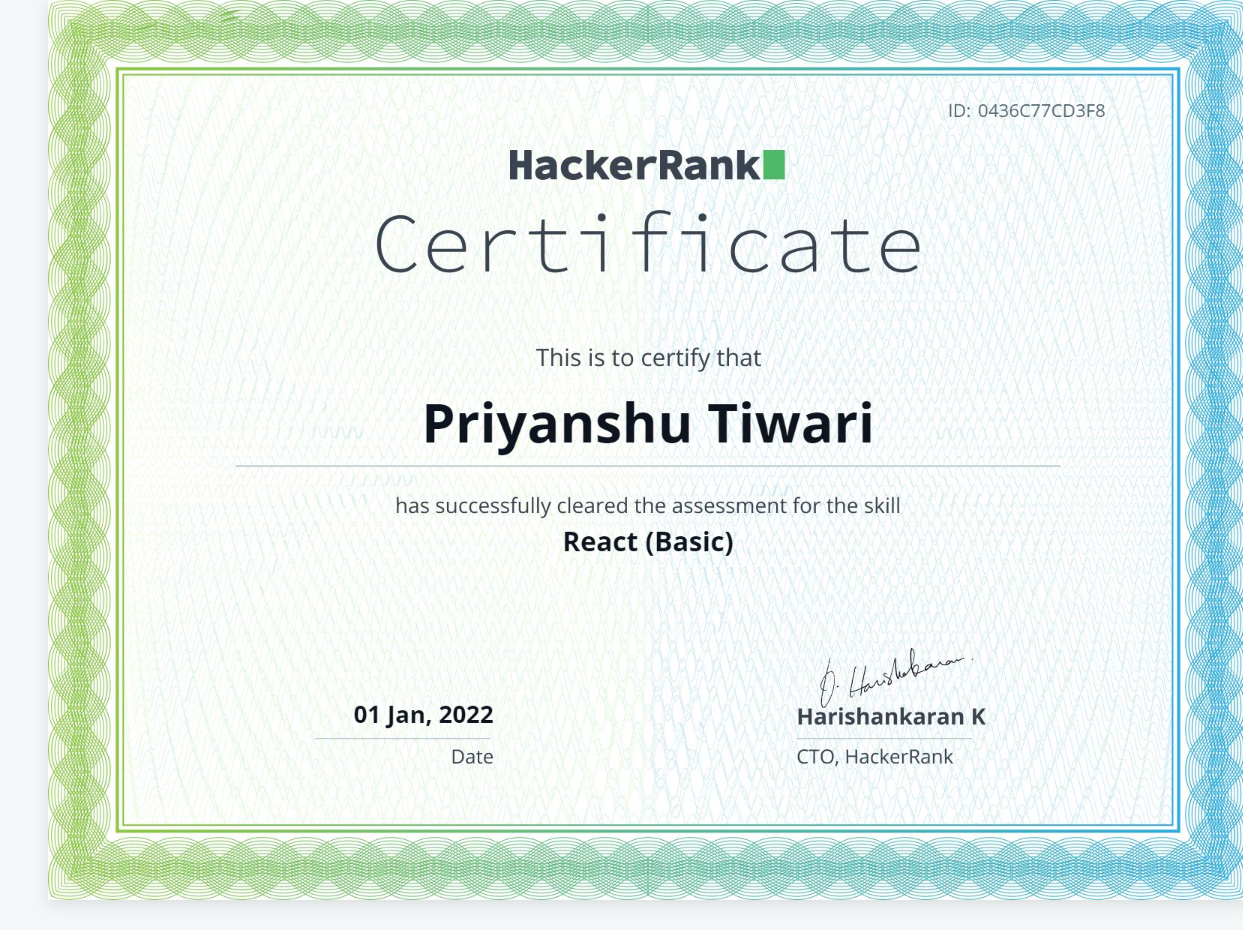 ID: 0436C77CD3F8
HackerRank
Certificate
This is to certify that
Priyanshu Tiwari
has successfully cleared the assessment for the skill
React (Basic)
J. Harishankaran
01 Jan, 2022
Harishankaran K
Date
CTO, HackerRank